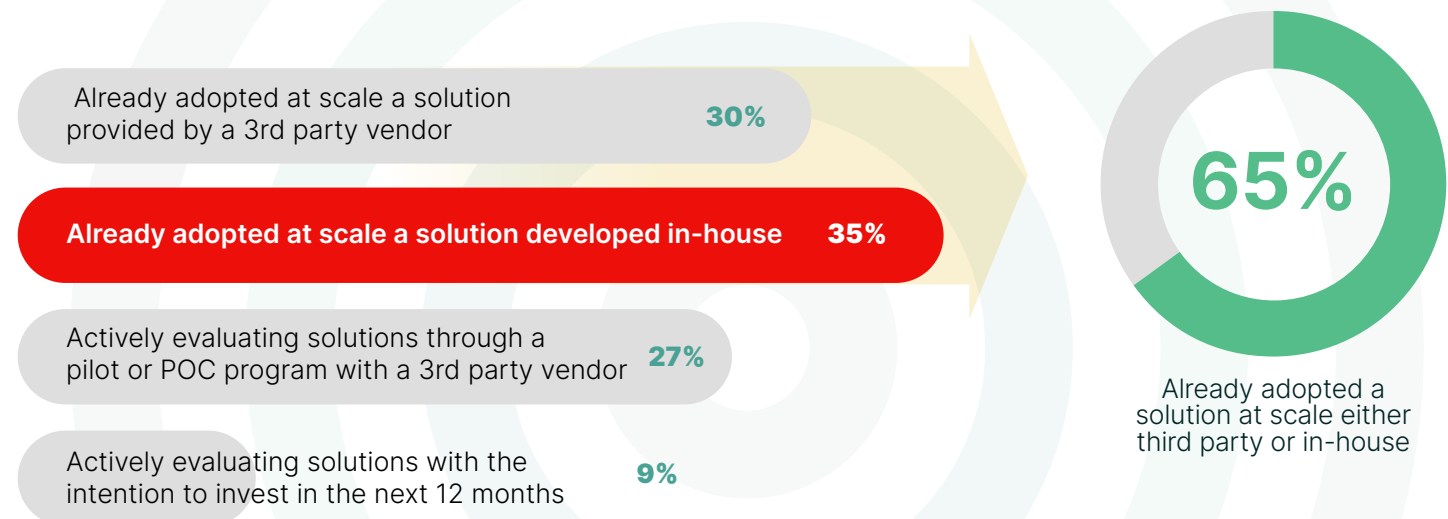 Already adopted at scale a solution
provided by a 3rd party vendor
30%
Already adopted at scale a solution developed in-house 35%
Actively evaluating solutions through a
pilot or POC program with a 3rd party vendor
27%
Actively evaluating solutions with the
intention to invest in the next 12 months
9%
65%
Already adopted a
solution at scale either
third party or in-house